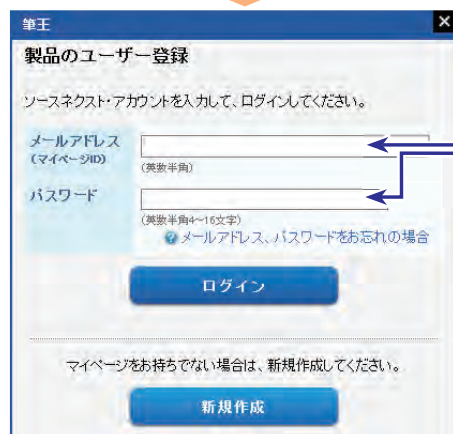 筆王
製品のユーザー登録
ソースネクスト・アカウントを入力して、ログインしてください。
メールアドレス
(マイページID)
(英数半角)
パスワード
(英数半角4~16文字)
メールアドレス、パスワードをお忘れの場合
ログイン
マイページをお持ちでない場合は、新規作成してください。
新規作成